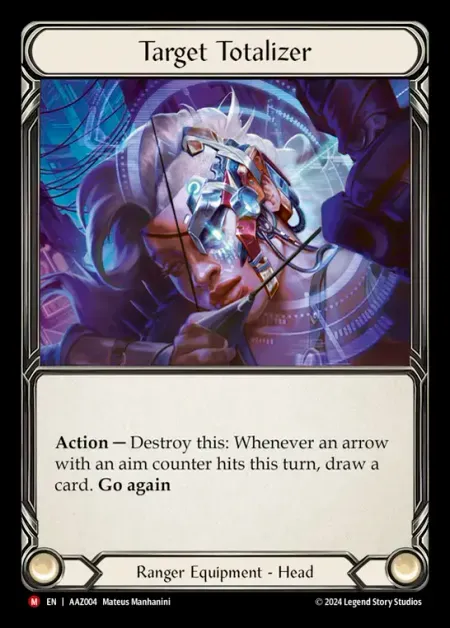 Target Totalizer
Action — Destroy this: Whenever an arrow
with an aim counter hits this turn, draw a
card. Go again
Ranger Equipment - Head
M EN | AAZ004 Mateus Manhanini © 2024 Legend Story Studios